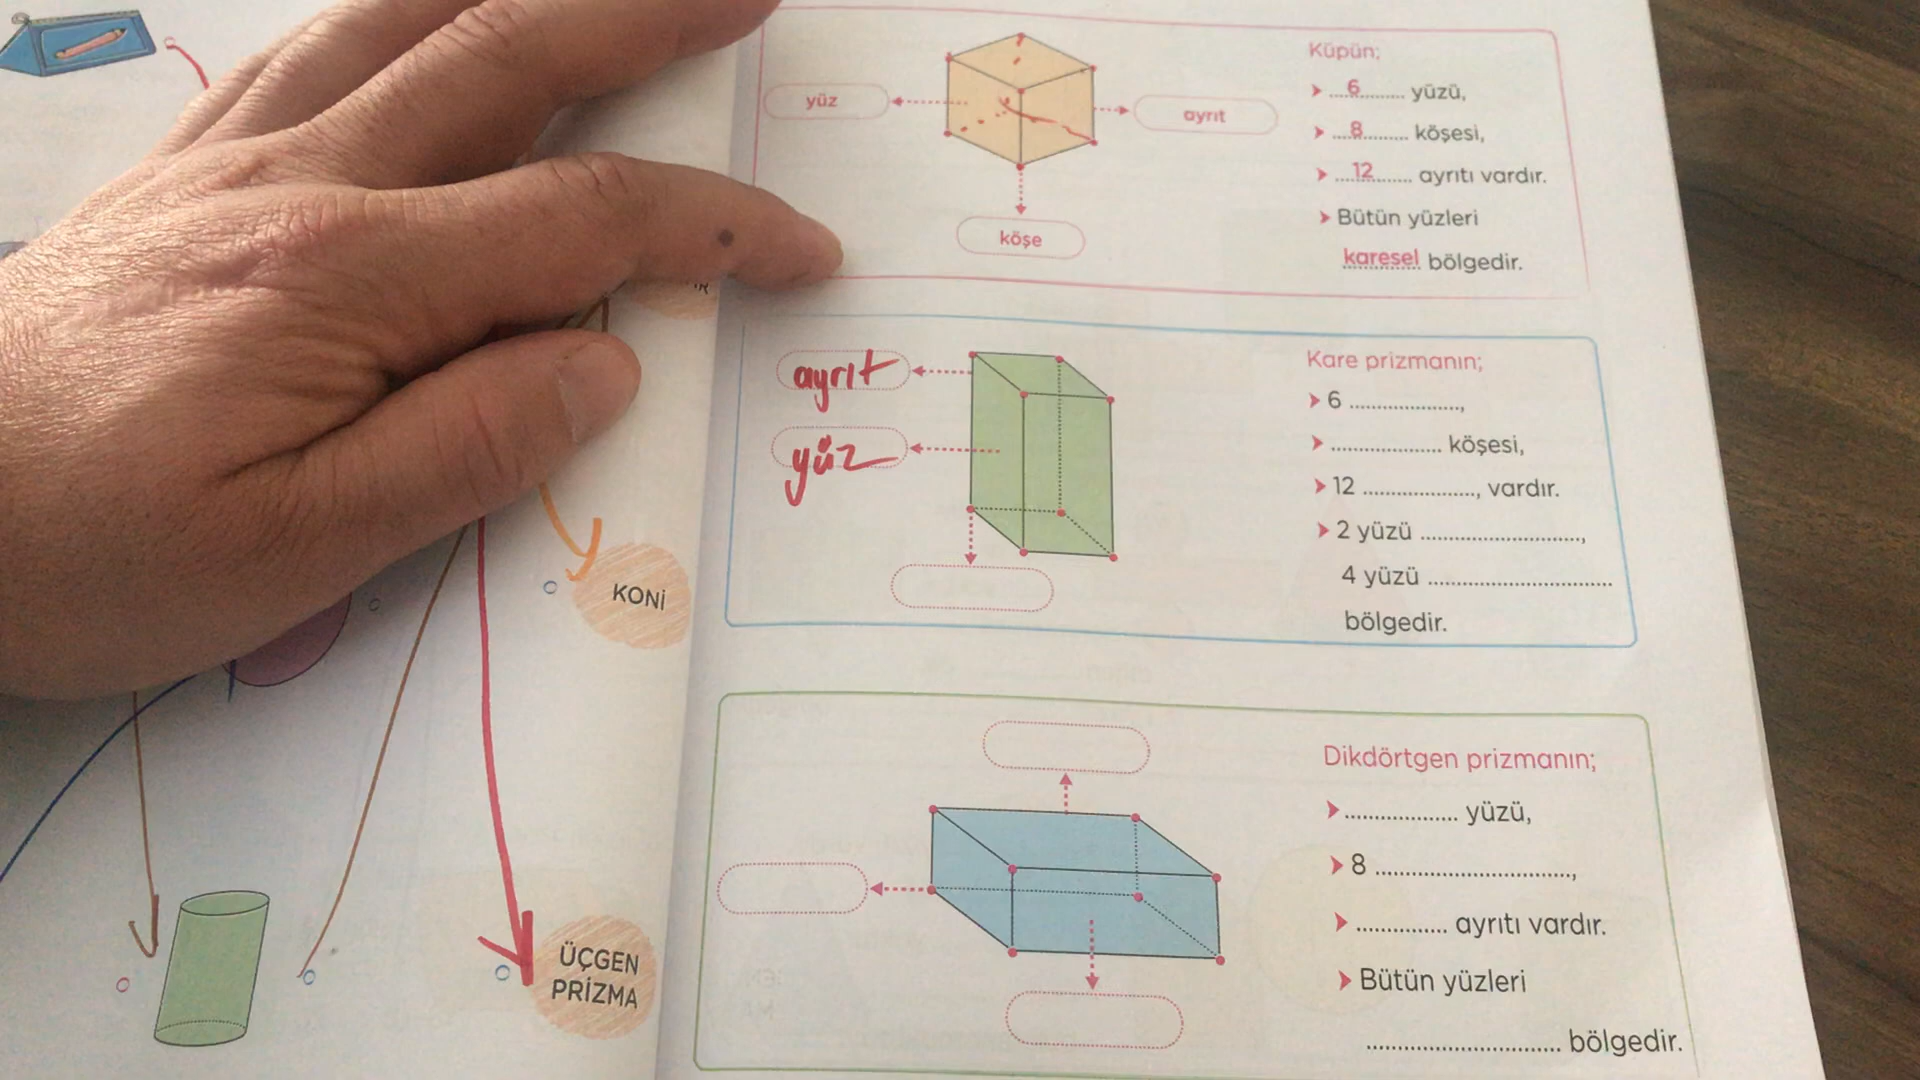 KONİ
ÜÇGEN
PRİZMA
yüz
ayrıt
köşe
Küpün;
6 yüzü,
8 köşesi,
12 ayrıtı vardır.
Bütün yüzleri
karesel bölgedir.
ayrıt
yüz
Kare prizmanın;
6 ....................,
.................... köşesi,
12 ...................., vardır.
2 yüzü ............................,
4 yüzü ................................
bölgedir.
Dikdörtgen prizmanın;
.................... yüzü,
8 ..................................,
................ ayrıtı vardır.
Bütün yüzleri
.................................. bölgedir.